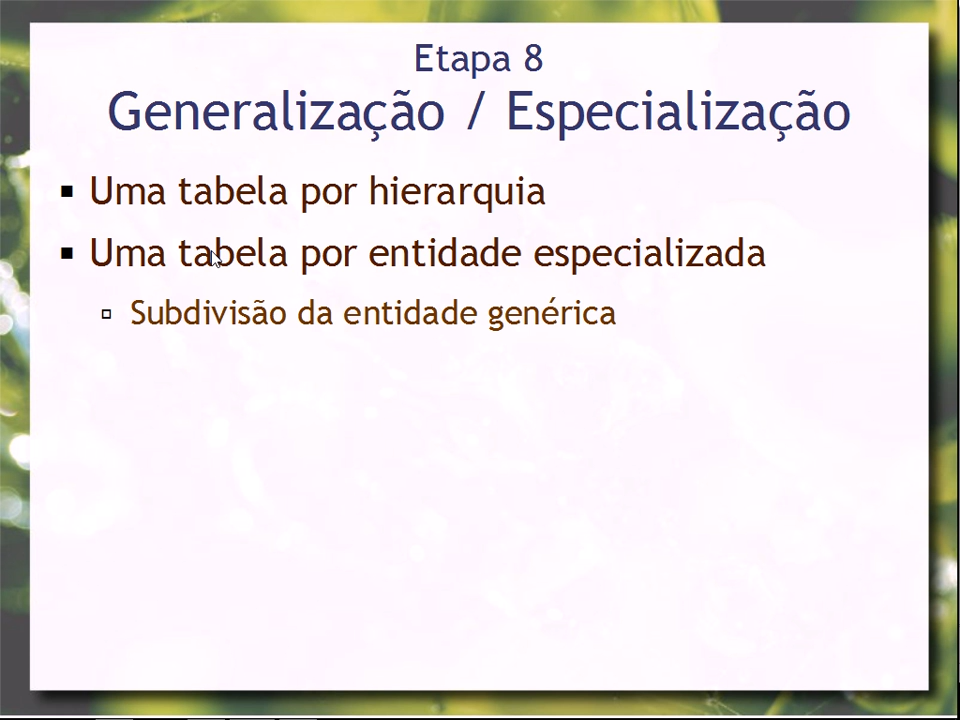 Etapa 8
Generalização / Especialização
Uma tabela por hierarquia
Uma tabela por entidade especializada
Subdivisão da entidade genérica